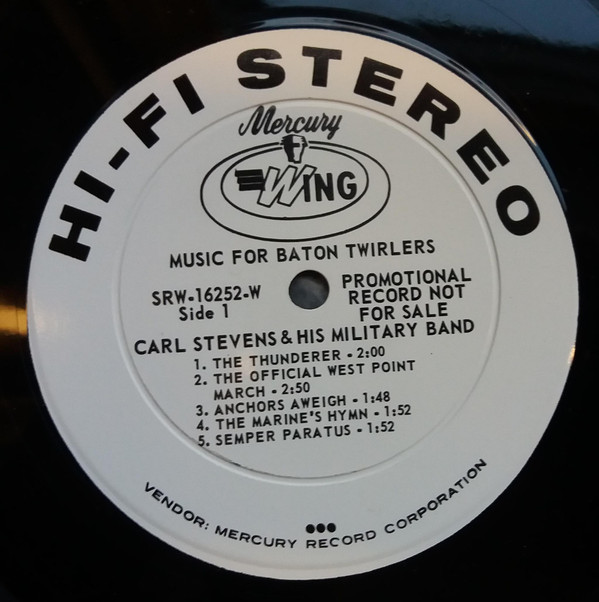 HI-FI STEREO
Mercury
WING
MUSIC FOR BATON TWIRLERS
SRW-16252-W
Side 1
PROMOTIONAL
RECORD NOT
FOR SALE
CARL STEVENS & HIS MILITARY BAND
1. THE THUNDERER - 2:00
2. THE OFFICIAL WEST POINT
MARCH - 2:50
3. ANCHORS AWEIGH - 1:48
4. THE MARINE'S HYMN - 1:52
5. SEMPER PARATUS - 1:52
VENDOR: MERCURY RECORD CORPORATION